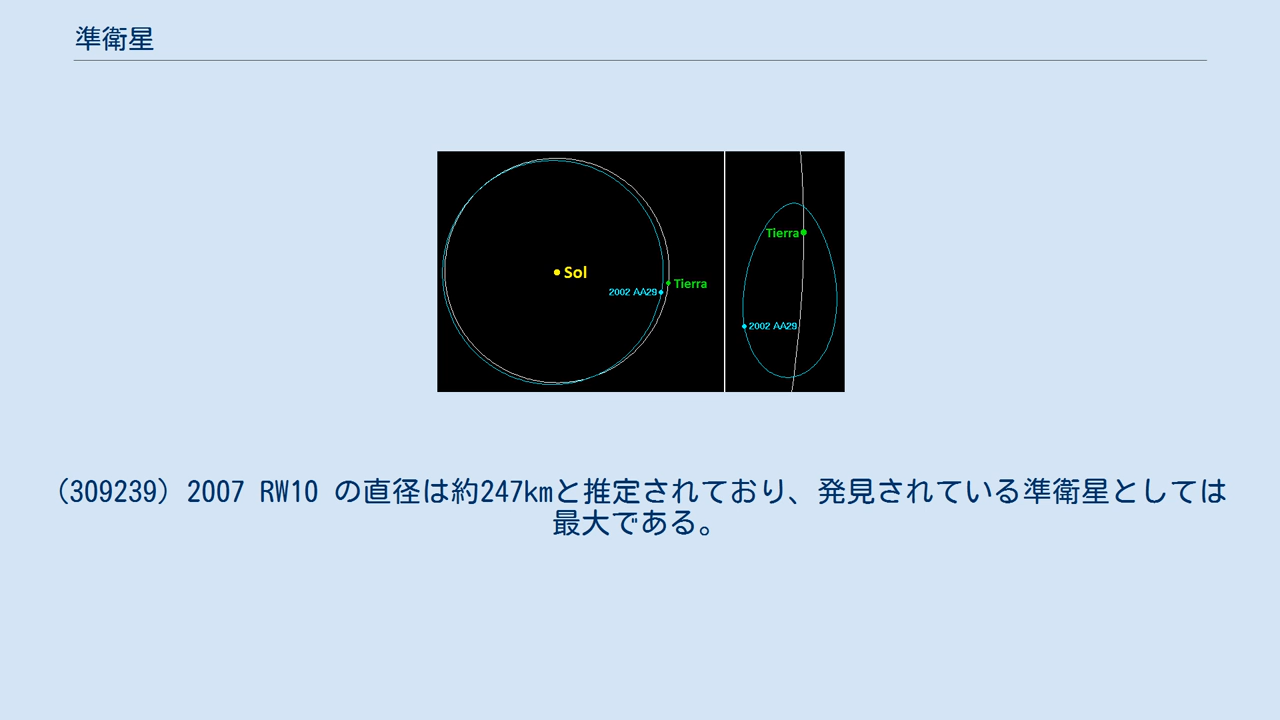 準衛星
Sol
Tierra
2002 AA29
Tierra
2002 AA29
(309239) 2007 RW10 の直径は約247kmと推定されており、発見されている準衛星としては
最大である。